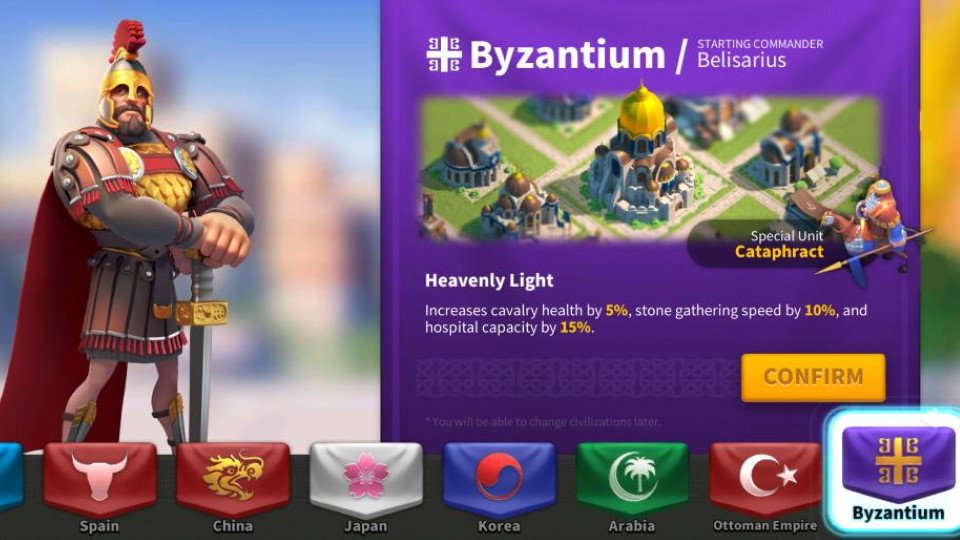 Byzantium /
STARTING COMMANDER
Belisarius
Special Unit
Cataphract
Heavenly Light
Increases cavalry health by 5%, stone gathering speed by 10%, and
hospital capacity by 15%.
CONFIRM
* You will be able to change civilizations later.
Spain
China
Japan
Korea
Arabia
Ottoman Empire
Byzantium